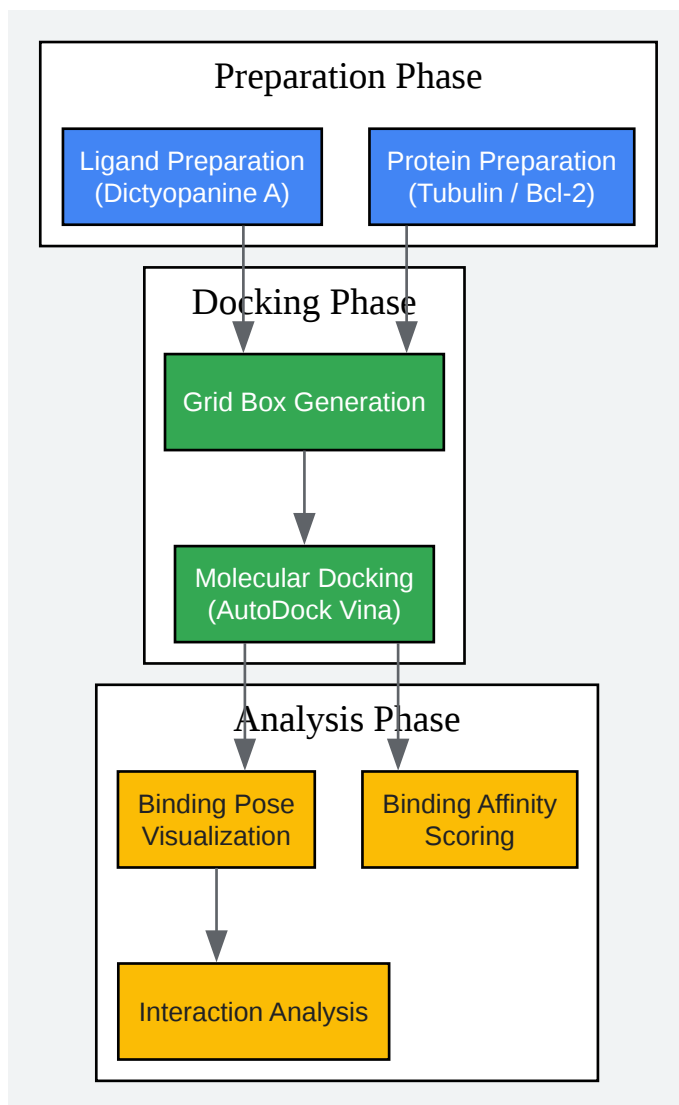 Preparation Phase
Ligand Preparation
(Dictyopanine A)
Protein Preparation
(Tubulin / Bcl-2)
Docking Phase
Grid Box Generation
Molecular Docking
(AutoDock Vina)
Analysis Phase
Binding Pose
Visualization
Binding Affinity
Scoring
Interaction Analysis